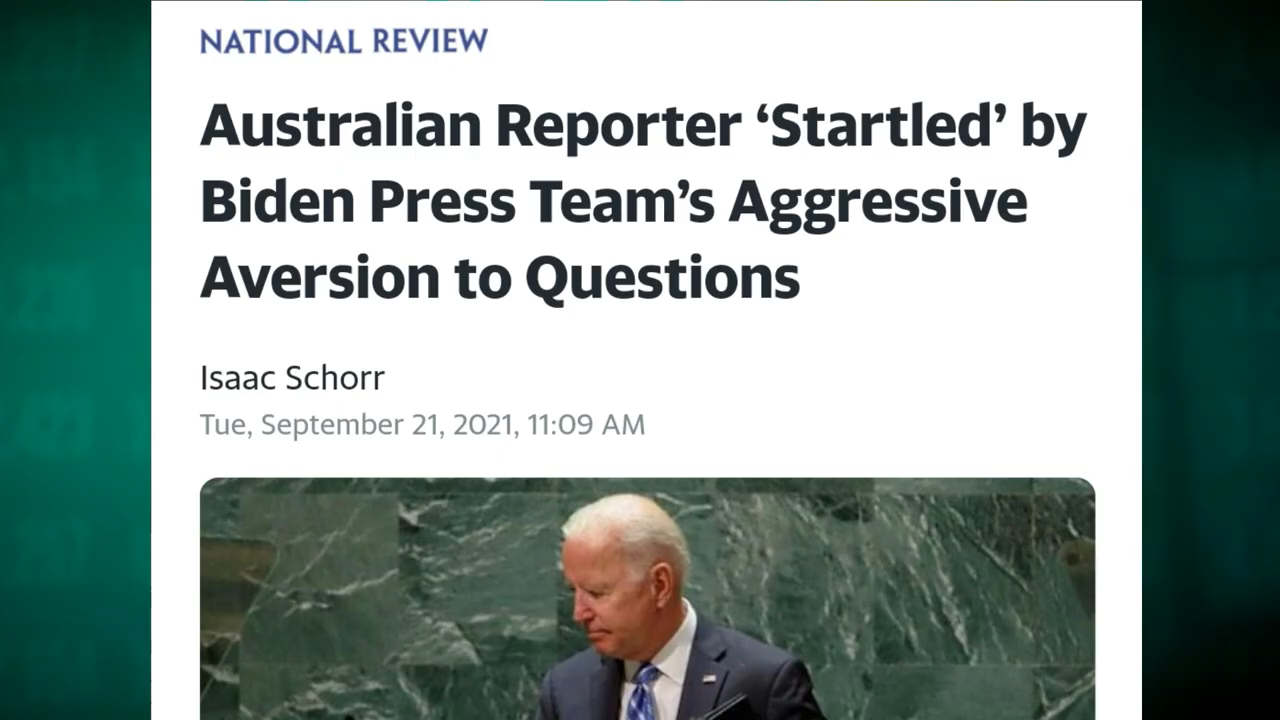 NATIONAL REVIEW
Australian Reporter ‘Startled’ by
Biden Press Team’s Aggressive
Aversion to Questions
Isaac Schorr
Tue, September 21, 2021, 11:09 AM